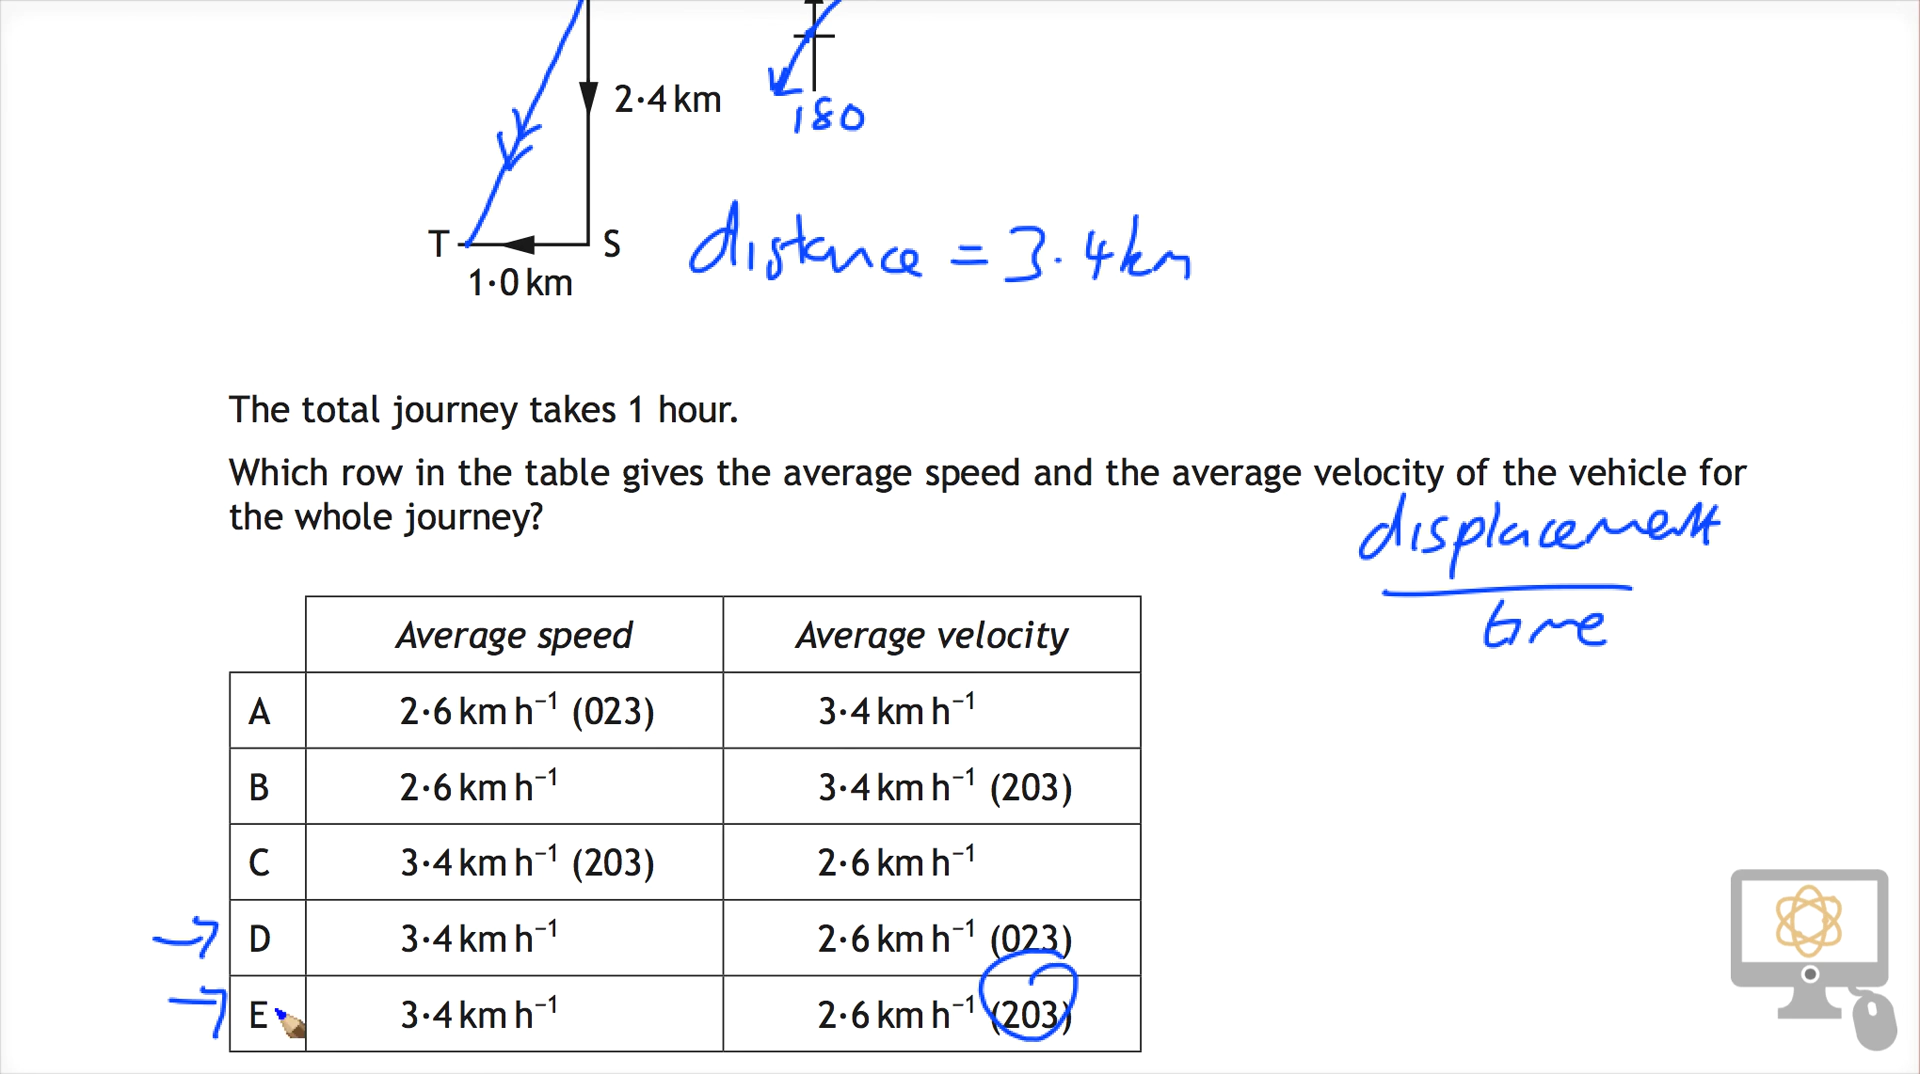 2·4 km
180
T
S
1·0 km
distance = 3.4km
The total journey takes 1 hour.
Which row in the table gives the average speed and the average velocity of the vehicle for
the whole journey?
displacement
time
Average speed Average velocity
A 2·6 km h⁻¹ (023) 3·4 km h⁻¹
B 2·6 km h⁻¹ 3·4 km h⁻¹ (203)
C 3·4 km h⁻¹ (203) 2·6 km h⁻¹
D 3·4 km h⁻¹ 2·6 km h⁻¹ (023)
E 3·4 km h⁻¹ 2·6 km h⁻¹ (203)